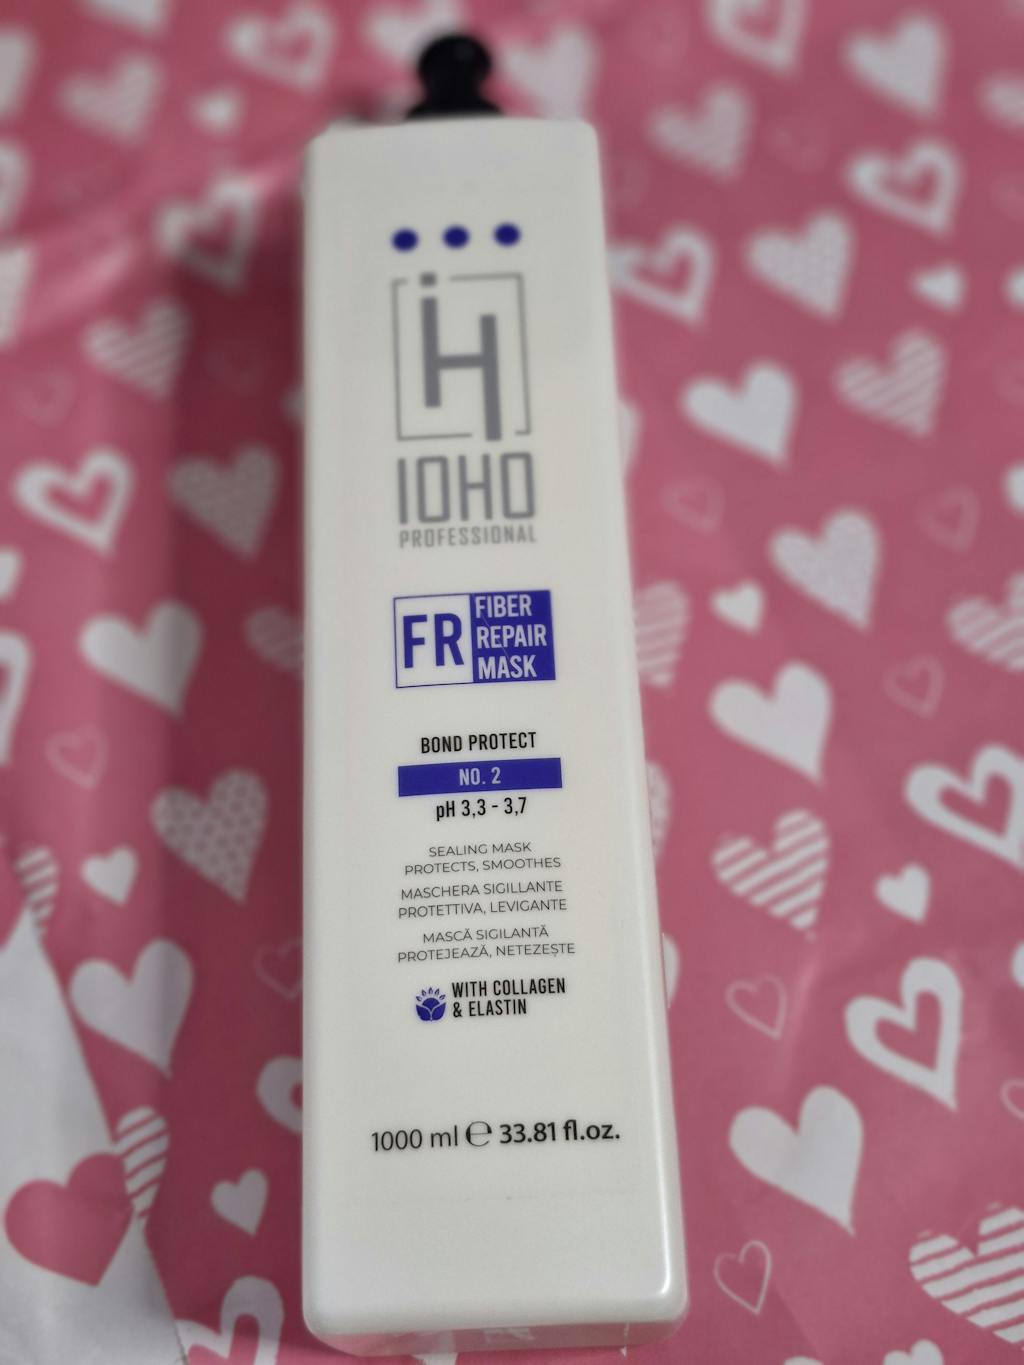 IOHO
PROFESSIONAL
FR
FIBER
REPAIR
MASK
BOND PROTECT
NO. 2
pH 3,3 - 3,7
SEALING MASK
PROTECTS, SMOOTHES
MASCHERA SIGILLANTE
PROTETTIVA, LEVIGANTE
MASCĂ SIGILANTĂ
PROTEJEAZĂ, NETEZEȘTE
WITH COLLAGEN
& ELASTIN
1000 ml ℮ 33.81 fl.oz.